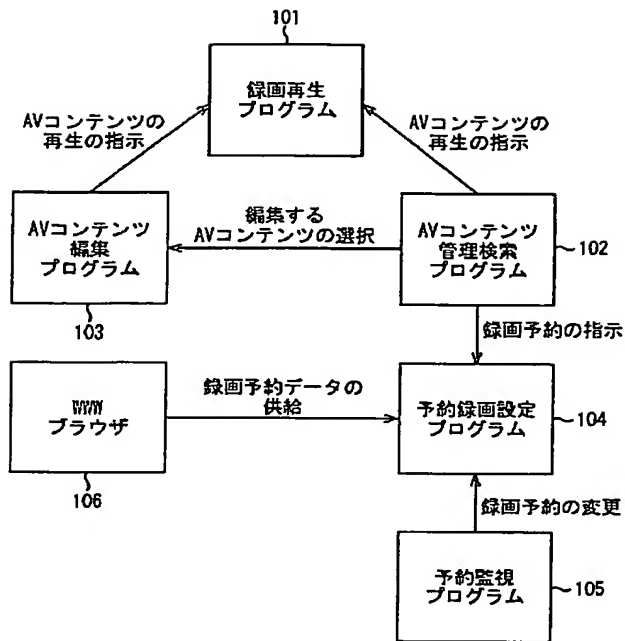 101
録画再生
プログラム
AVコンテンツの
再生の指示
AVコンテンツの
再生の指示
AVコンテンツ
編集
プログラム
103
編集する
AVコンテンツの選択
AVコンテンツ
管理検索
プログラム
102
録画予約の指示
WWW
ブラウザ
106
録画予約データの
供給
予約録画設定
プログラム
104
録画予約の変更
予約監視
プログラム
105